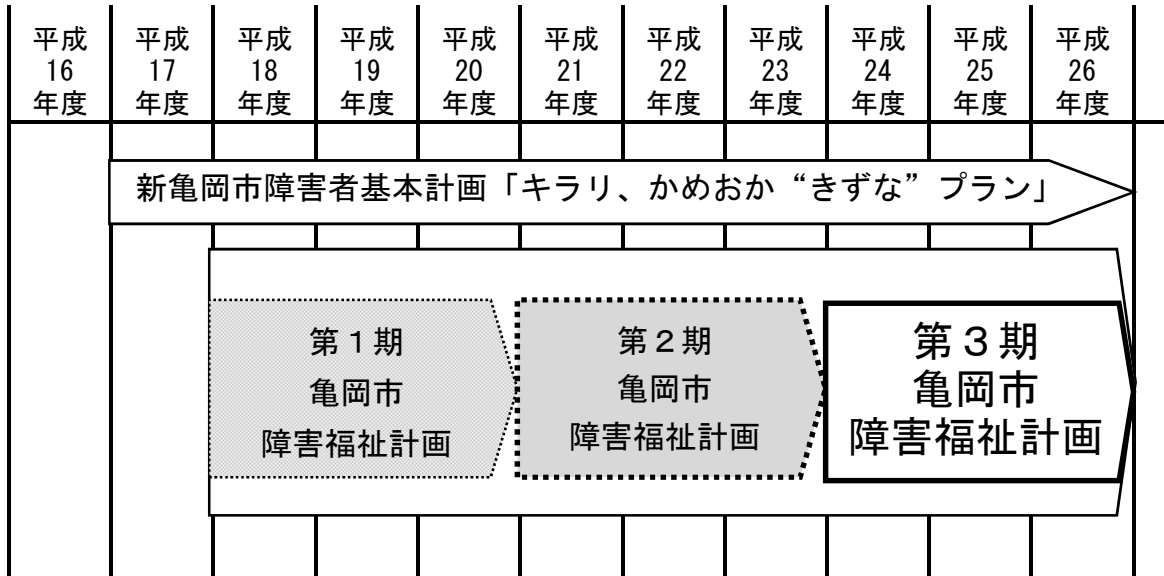 平成 平成 平成 平成 平成 平成 平成 平成 平成 平成 平成
16 17 18 19 20 21 22 23 24 25 26
年度 年度 年度 年度 年度 年度 年度 年度 年度 年度 年度
新亀岡市障害者基本計画「キラリ、かめおか“きずな”プラン」
第1期
亀岡市
障害福祉計画
第2期
亀岡市
障害福祉計画
第3期
亀岡市
障害福祉計画